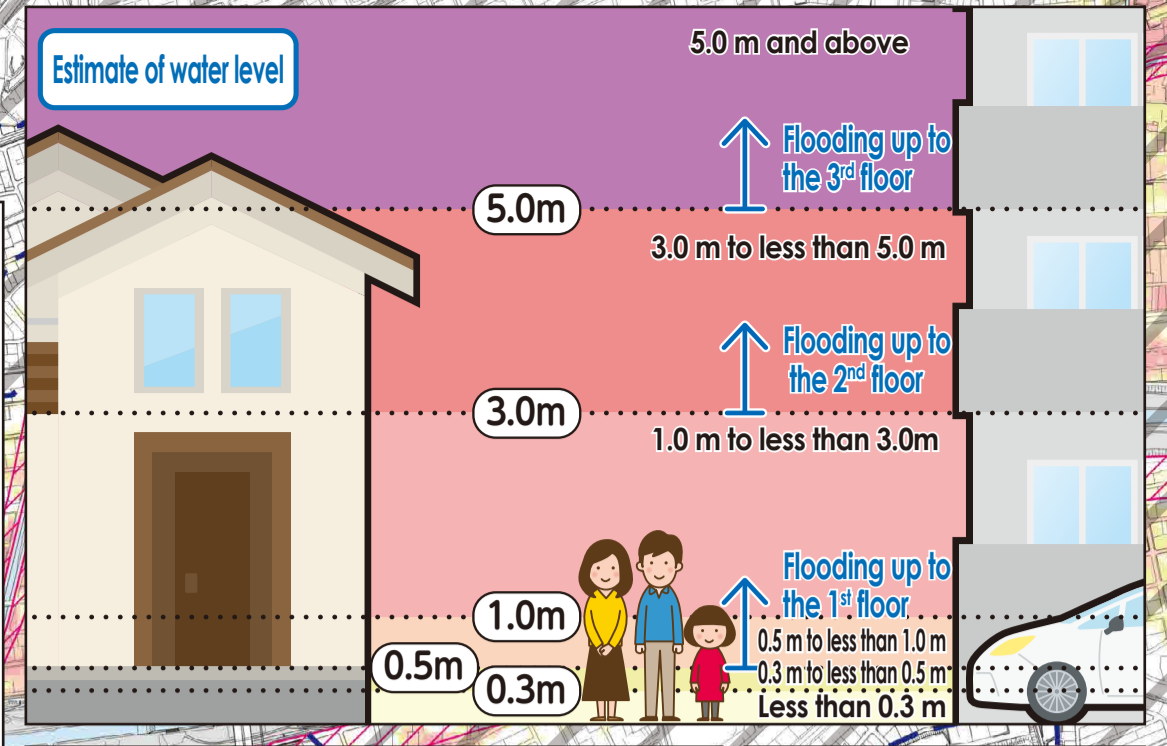 Estimate of water level
5.0 m and above
Flooding up to
the 3rd floor
5.0m
3.0 m to less than 5.0 m
Flooding up to
the 2nd floor
3.0m
1.0 m to less than 3.0m
Flooding up to
the 1st floor
1.0m
0.5 m to less than 1.0 m
0.5m
0.3 m to less than 0.5 m
0.3m
Less than 0.3 m